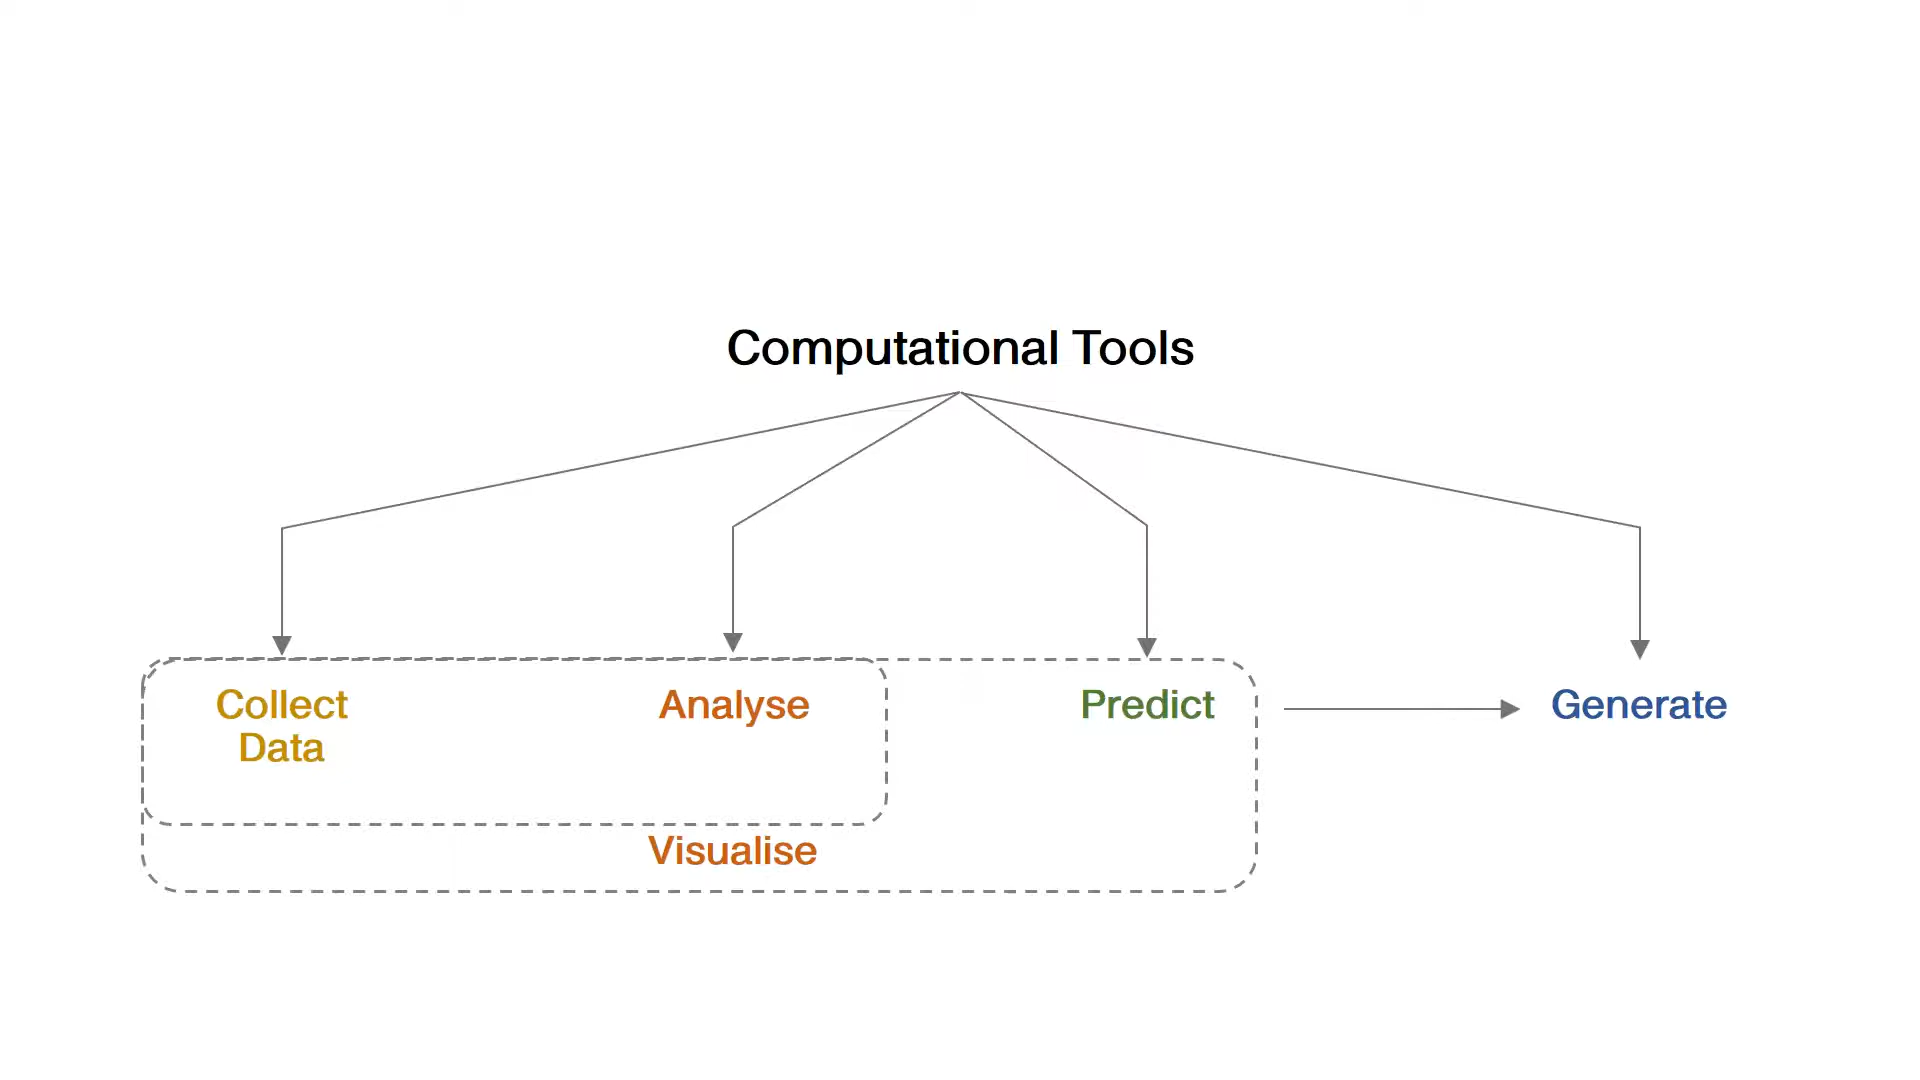 Computational Tools
Collect
Data
Analyse
Predict
Generate
Visualise